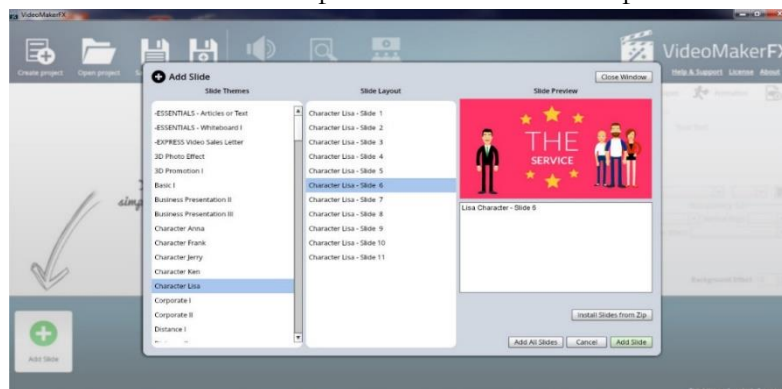 VideoMakerFX
Create project
Open project
VideoMakerFX
Help & Support License About
Add Slide
Close Window
Slide Themes
-ESSENTIALS - Articles or Text
-ESSENTIALS - Whiteboard I
-EXPRESS Video Sales Letter
3D Photo Effect
3D Promotion I
Basic I
Business Presentation II
Business Presentation III
Character Anna
Character Frank
Character Jerry
Character Ken
Character Lisa
Corporate I
Corporate II
Distance I
Slide Layout
Character Lisa - Slide 1
Character Lisa - Slide 2
Character Lisa - Slide 3
Character Lisa - Slide 4
Character Lisa - Slide 5
Character Lisa - Slide 6
Character Lisa - Slide 7
Character Lisa - Slide 8
Character Lisa - Slide 9
Character Lisa - Slide 10
Character Lisa - Slide 11
Slide Preview
THE
SERVICE
Lisa Character - Slide 6
Install Slides from Zip
Add All Slides
Cancel
Add Slide
Add Slide